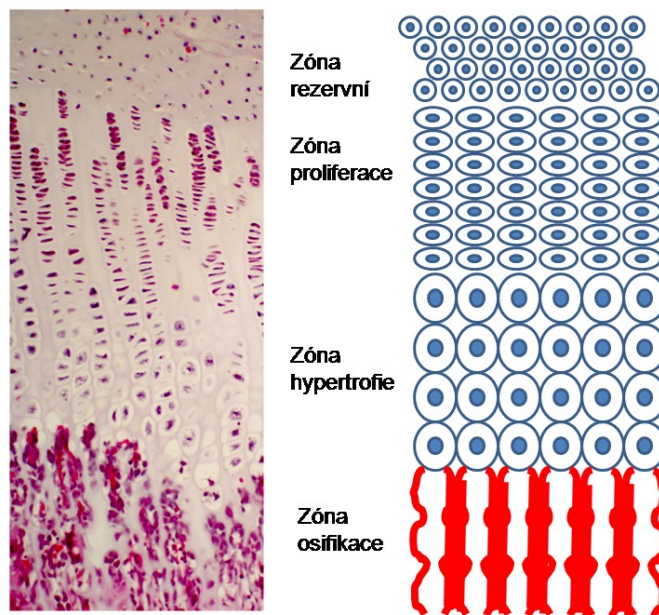 Zóna
rezervní
Zóna
proliferace
Zóna
hypertrofie
Zóna
osifikace